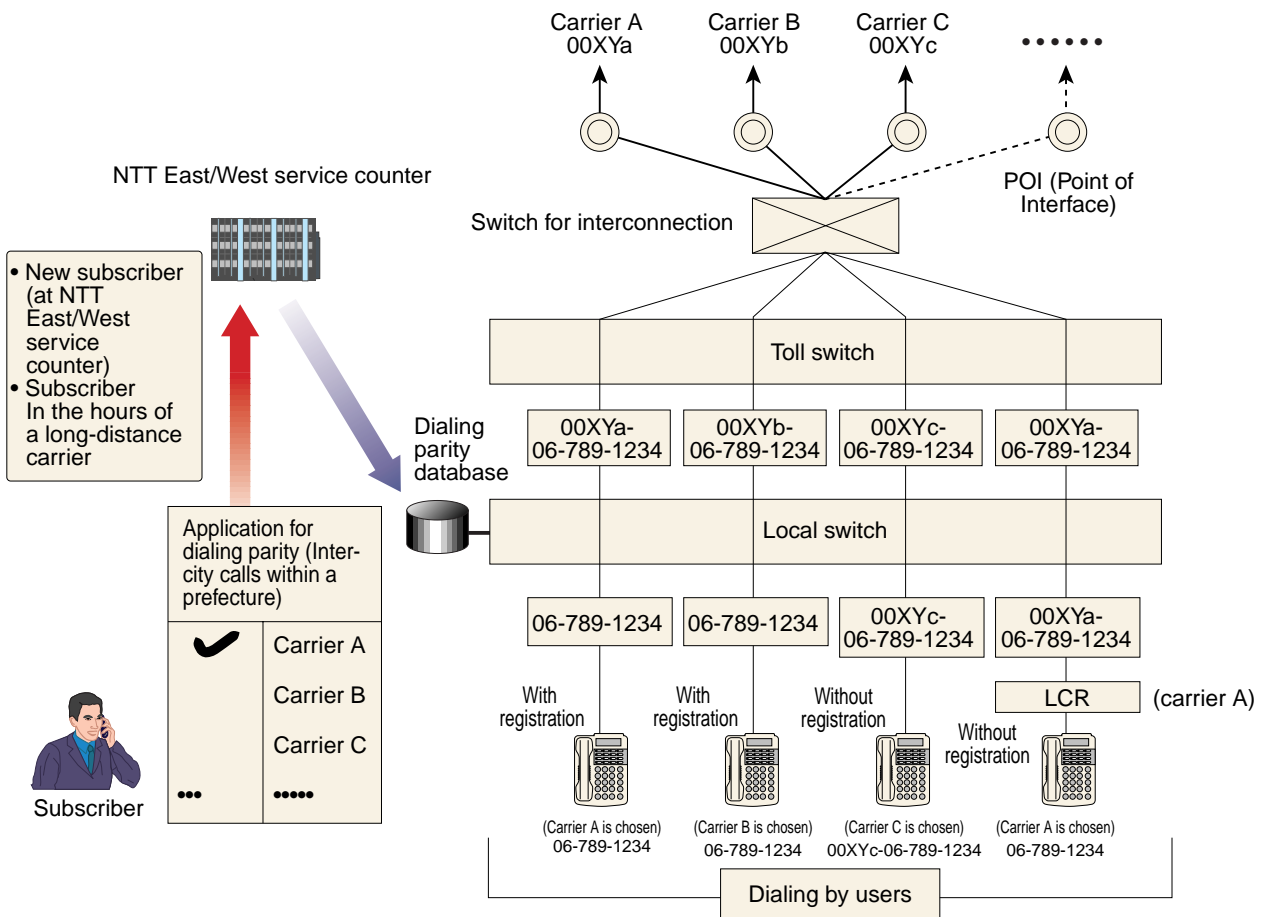 Carrier A
00XYa
Carrier B
00XYb
Carrier C
00XYc
••••••
NTT East/West service counter
POI (Point of
Interface)
Switch for interconnection
• New subscriber
(at NTT
East/West
service
counter)
• Subscriber
In the hours of
a long-distance
carrier
Toll switch
Dialing
parity
database
00XYa-
06-789-1234
00XYb-
06-789-1234
00XYc-
06-789-1234
00XYa-
06-789-1234
Local switch
Application for
dialing parity (Inter-
city calls within a
prefecture)
Carrier A
Carrier B
Carrier C
•••
•••••
Subscriber
06-789-1234
06-789-1234
00XYc-
06-789-1234
00XYa-
06-789-1234
LCR
(carrier A)
With
registration
With
registration
Without
registration
Without
registration
(Carrier A is chosen)
06-789-1234
(Carrier B is chosen)
06-789-1234
(Carrier C is chosen)
00XYc-06-789-1234
(Carrier A is chosen)
06-789-1234
Dialing by users